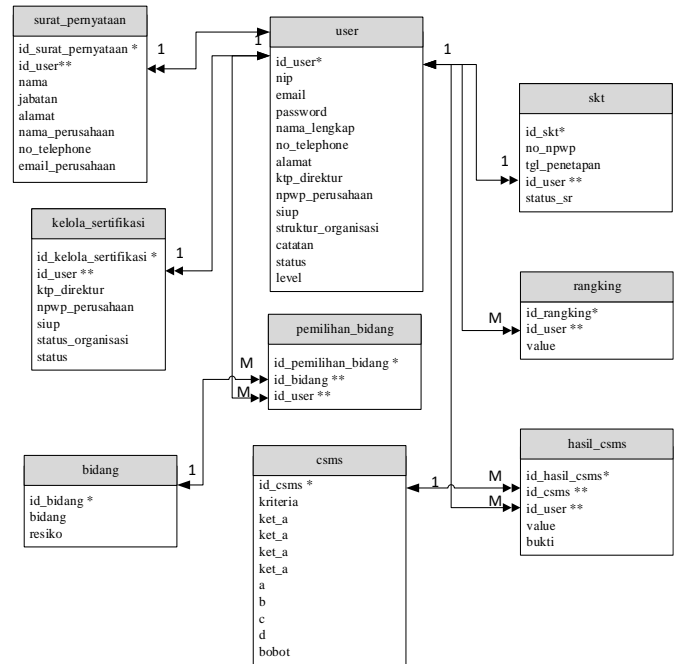 surat_pernyataan
id_surat_pernyataan *
id_user**
nama
jabatan
alamat
nama_perusahaan
no_telephone
email_perusahaan
1
1
user
id_user*
nip
email
password
nama_lengkap
no_telephone
alamat
ktp_direktur
npwp_perusahaan
siup
struktur_organisasi
catatan
status
level
1
skt
id_skt*
no_npwp
tgl_penetapan
id_user **
status_sr
1
kelola_sertifikasi
id_kelola_sertifikasi *
id_user **
ktp_direktur
npwp_perusahaan
siup
status_organisasi
status
1
rangking
id_rangking*
id_user **
value
M
pemilihan_bidang
id_pemilihan_bidang *
id_bidang **
id_user **
M
M
bidang
id_bidang *
bidang
resiko
1
csms
id_csms *
kriteria
ket_a
ket_a
ket_a
ket_a
a
b
c
d
bobot
1
hasil_csms
id_hasil_csms*
id_csms **
id_user **
value
bukti
M
M